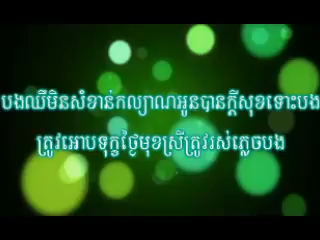 បងឈឺមិនសំខាន់កល្យាណអូនបានក្ដីសុខទោះបង
ត្រូវអោបទុក្ខថ្ងៃមុខស្រីត្រូវរស់ភ្លេចបង